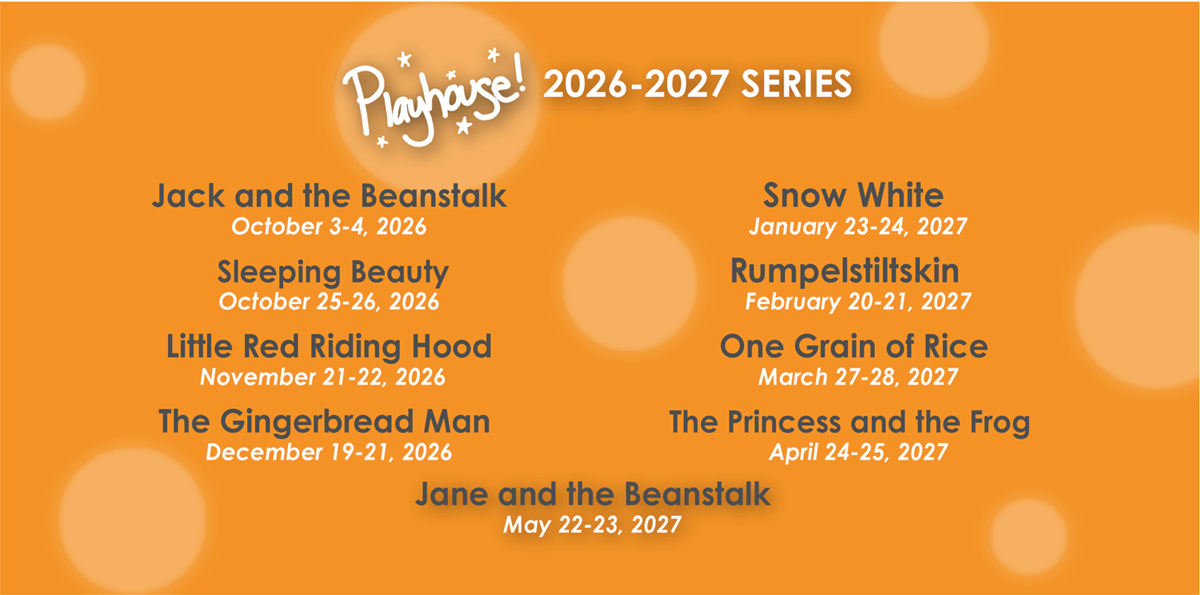 Playhouse! 2026-2027 SERIES
Jack and the Beanstalk
October 3-4, 2026
Sleeping Beauty
October 25-26, 2026
Little Red Riding Hood
November 21-22, 2026
The Gingerbread Man
December 19-21, 2026
Snow White
January 23-24, 2027
Rumpelstiltskin
February 20-21, 2027
One Grain of Rice
March 27-28, 2027
The Princess and the Frog
April 24-25, 2027
Jane and the Beanstalk
May 22-23, 2027